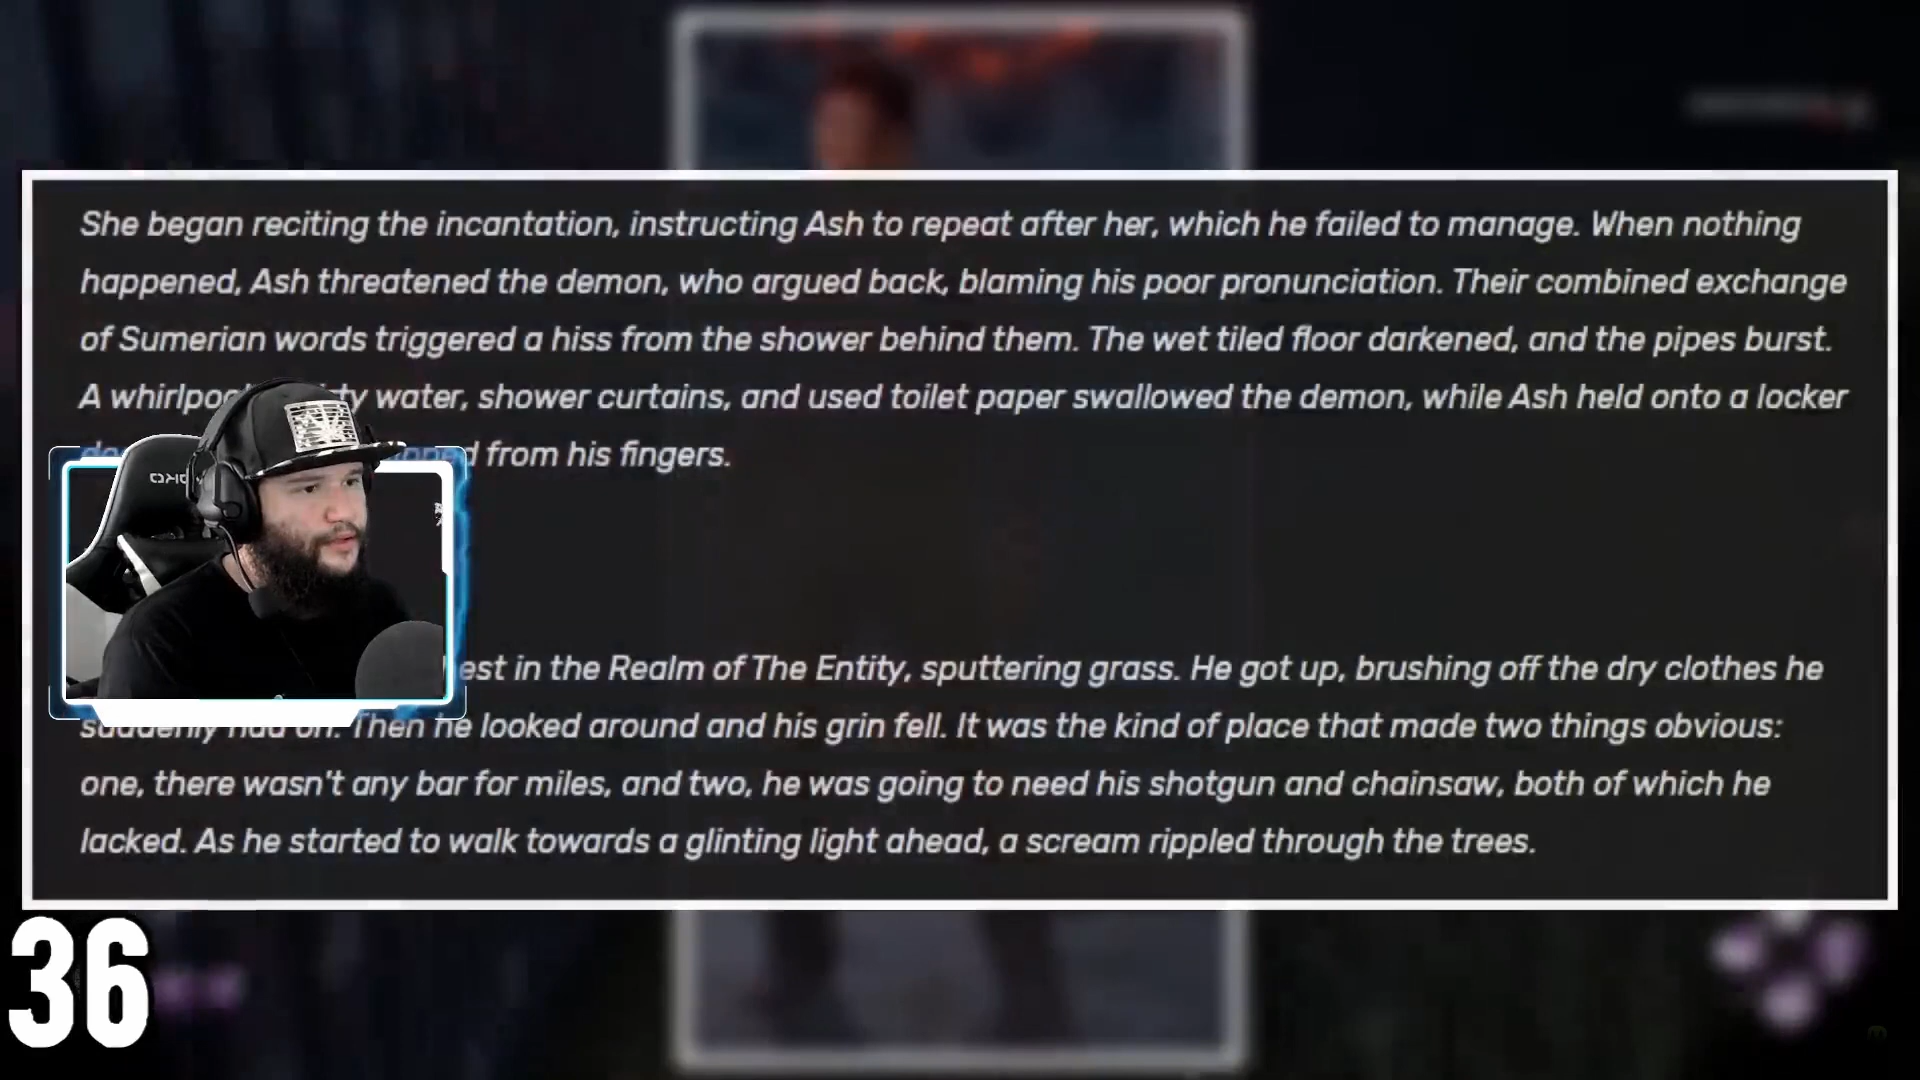 She began reciting the incantation, instructing Ash to repeat after her, which he failed to manage. When nothing
happened, Ash threatened the demon, who argued back, blaming his poor pronunciation. Their combined exchange
of Sumerian words triggered a hiss from the shower behind them. The wet tiled floor darkened, and the pipes burst.
A water, shower curtains, and used toilet paper swallowed the demon, while Ash held onto a locker
from his fingers.
in the Realm of The Entity, sputtering grass. He got up, brushing off the dry clothes he
suddenly had on. Then he looked around and his grin fell. It was the kind of place that made two things obvious:
one, there wasn't any bar for miles, and two, he was going to need his shotgun and chainsaw, both of which he
lacked. As he started to walk towards a glinting light ahead, a scream rippled through the trees.
36